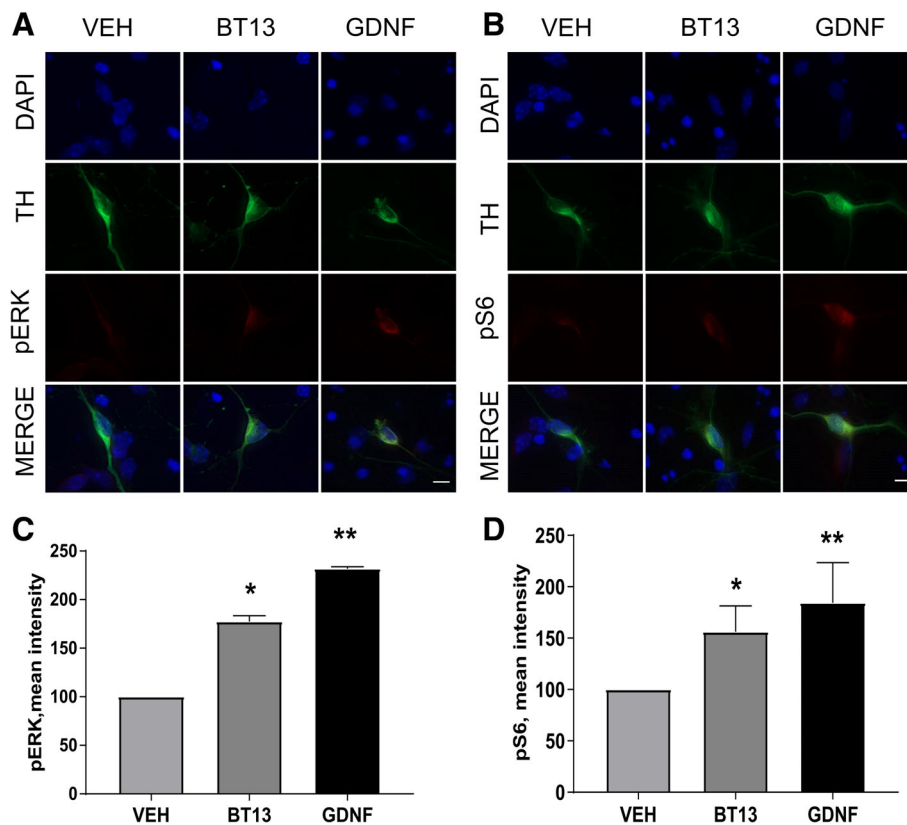 A
VEH BT13 GDNF
DAPI
TH
pERK
MERGE
B
VEH BT13 GDNF
DAPI
TH
pS6
MERGE
C
pERK,mean intensity
250
200
150
100
50
0
*
**
VEH BT13 GDNF
D
pS6, mean intensity
250
200
150
100
50
0
*
**
VEH BT13 GDNF